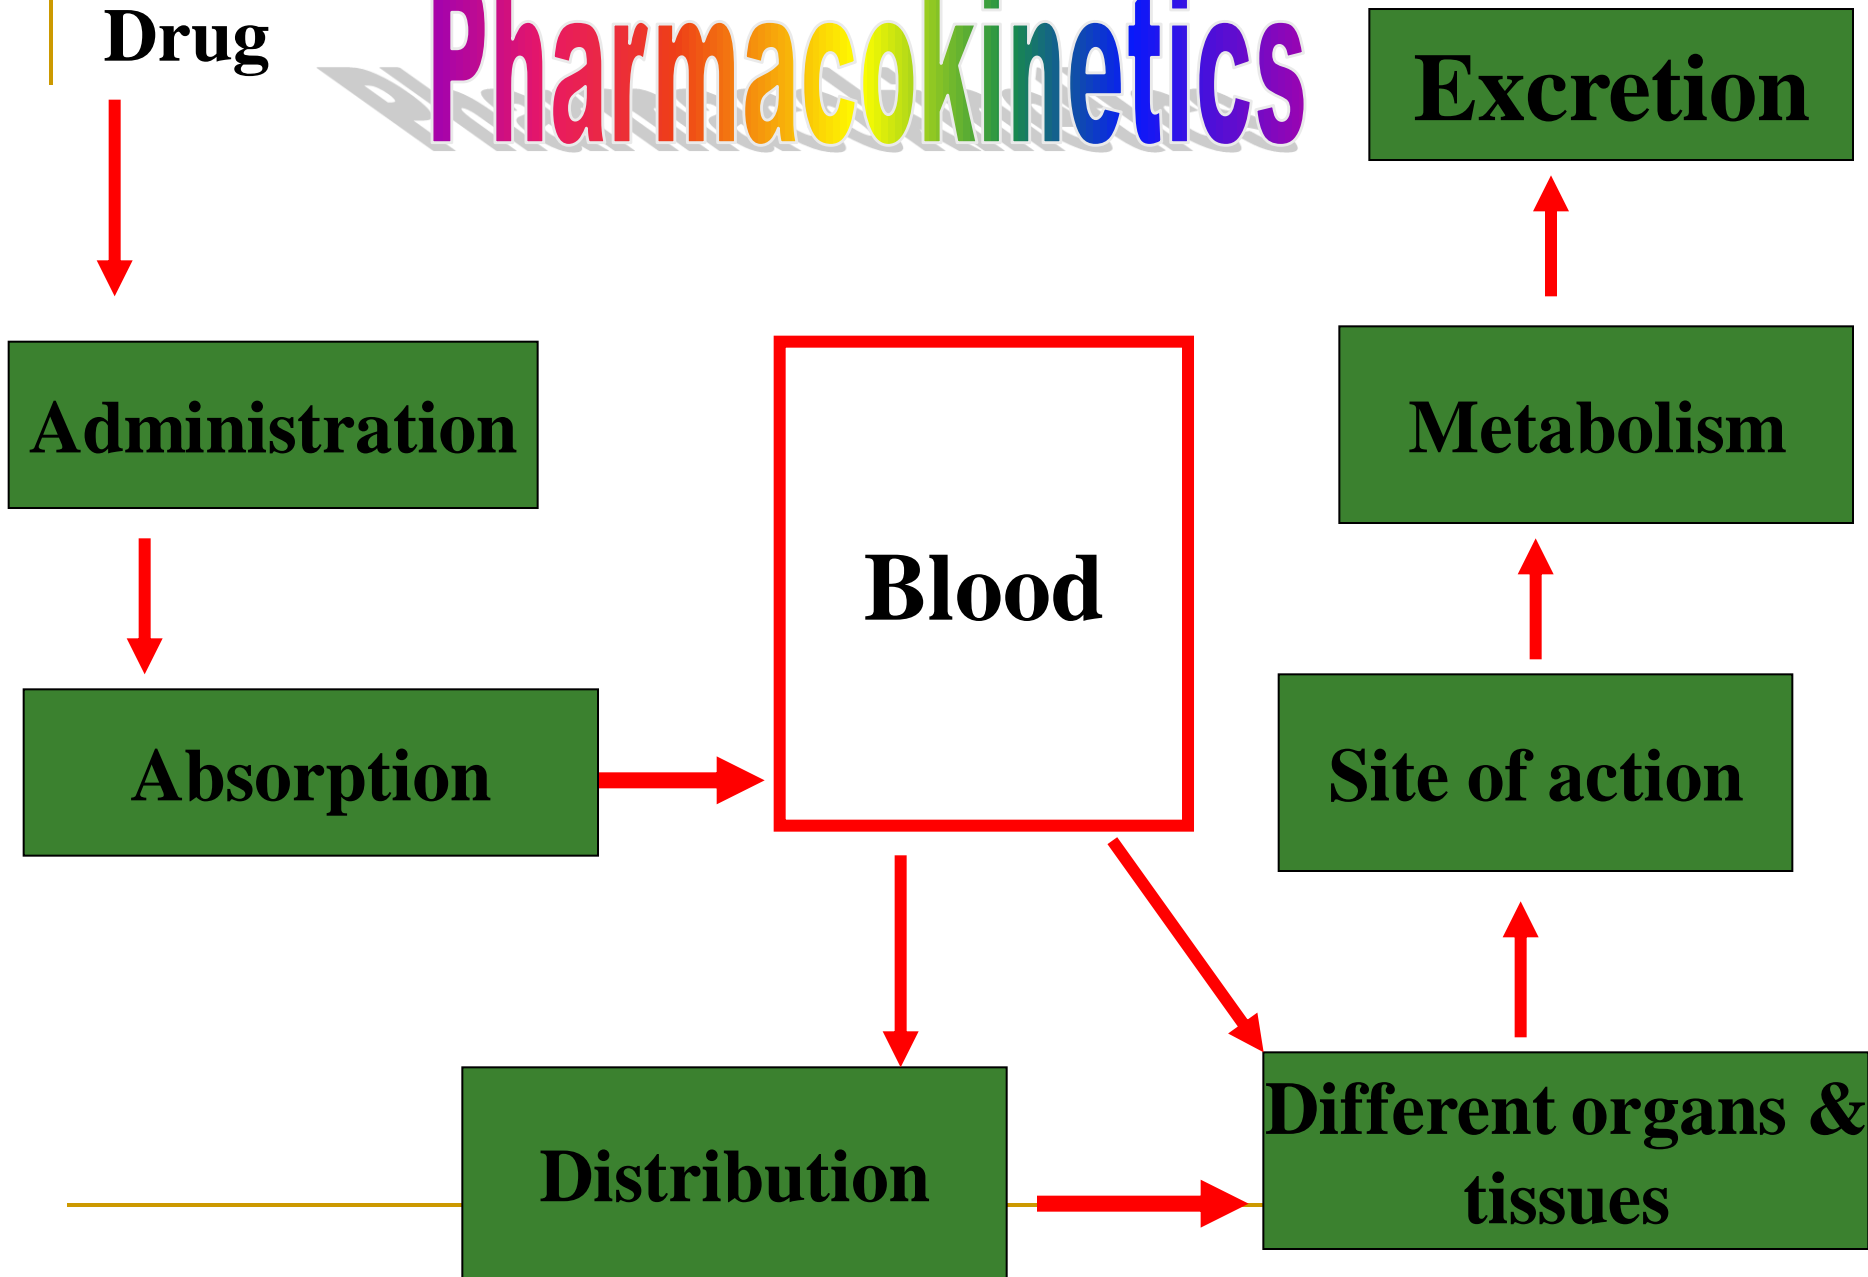 Drug
Pharmacokinetics
Excretion
Administration
Metabolism
Blood
Absorption
Site of action
Distribution
Different organs &
tissues